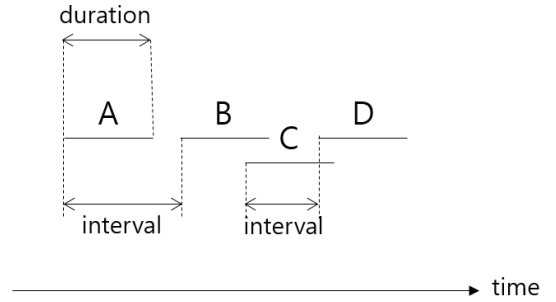 duration
A
B
C
D
interval
interval
time